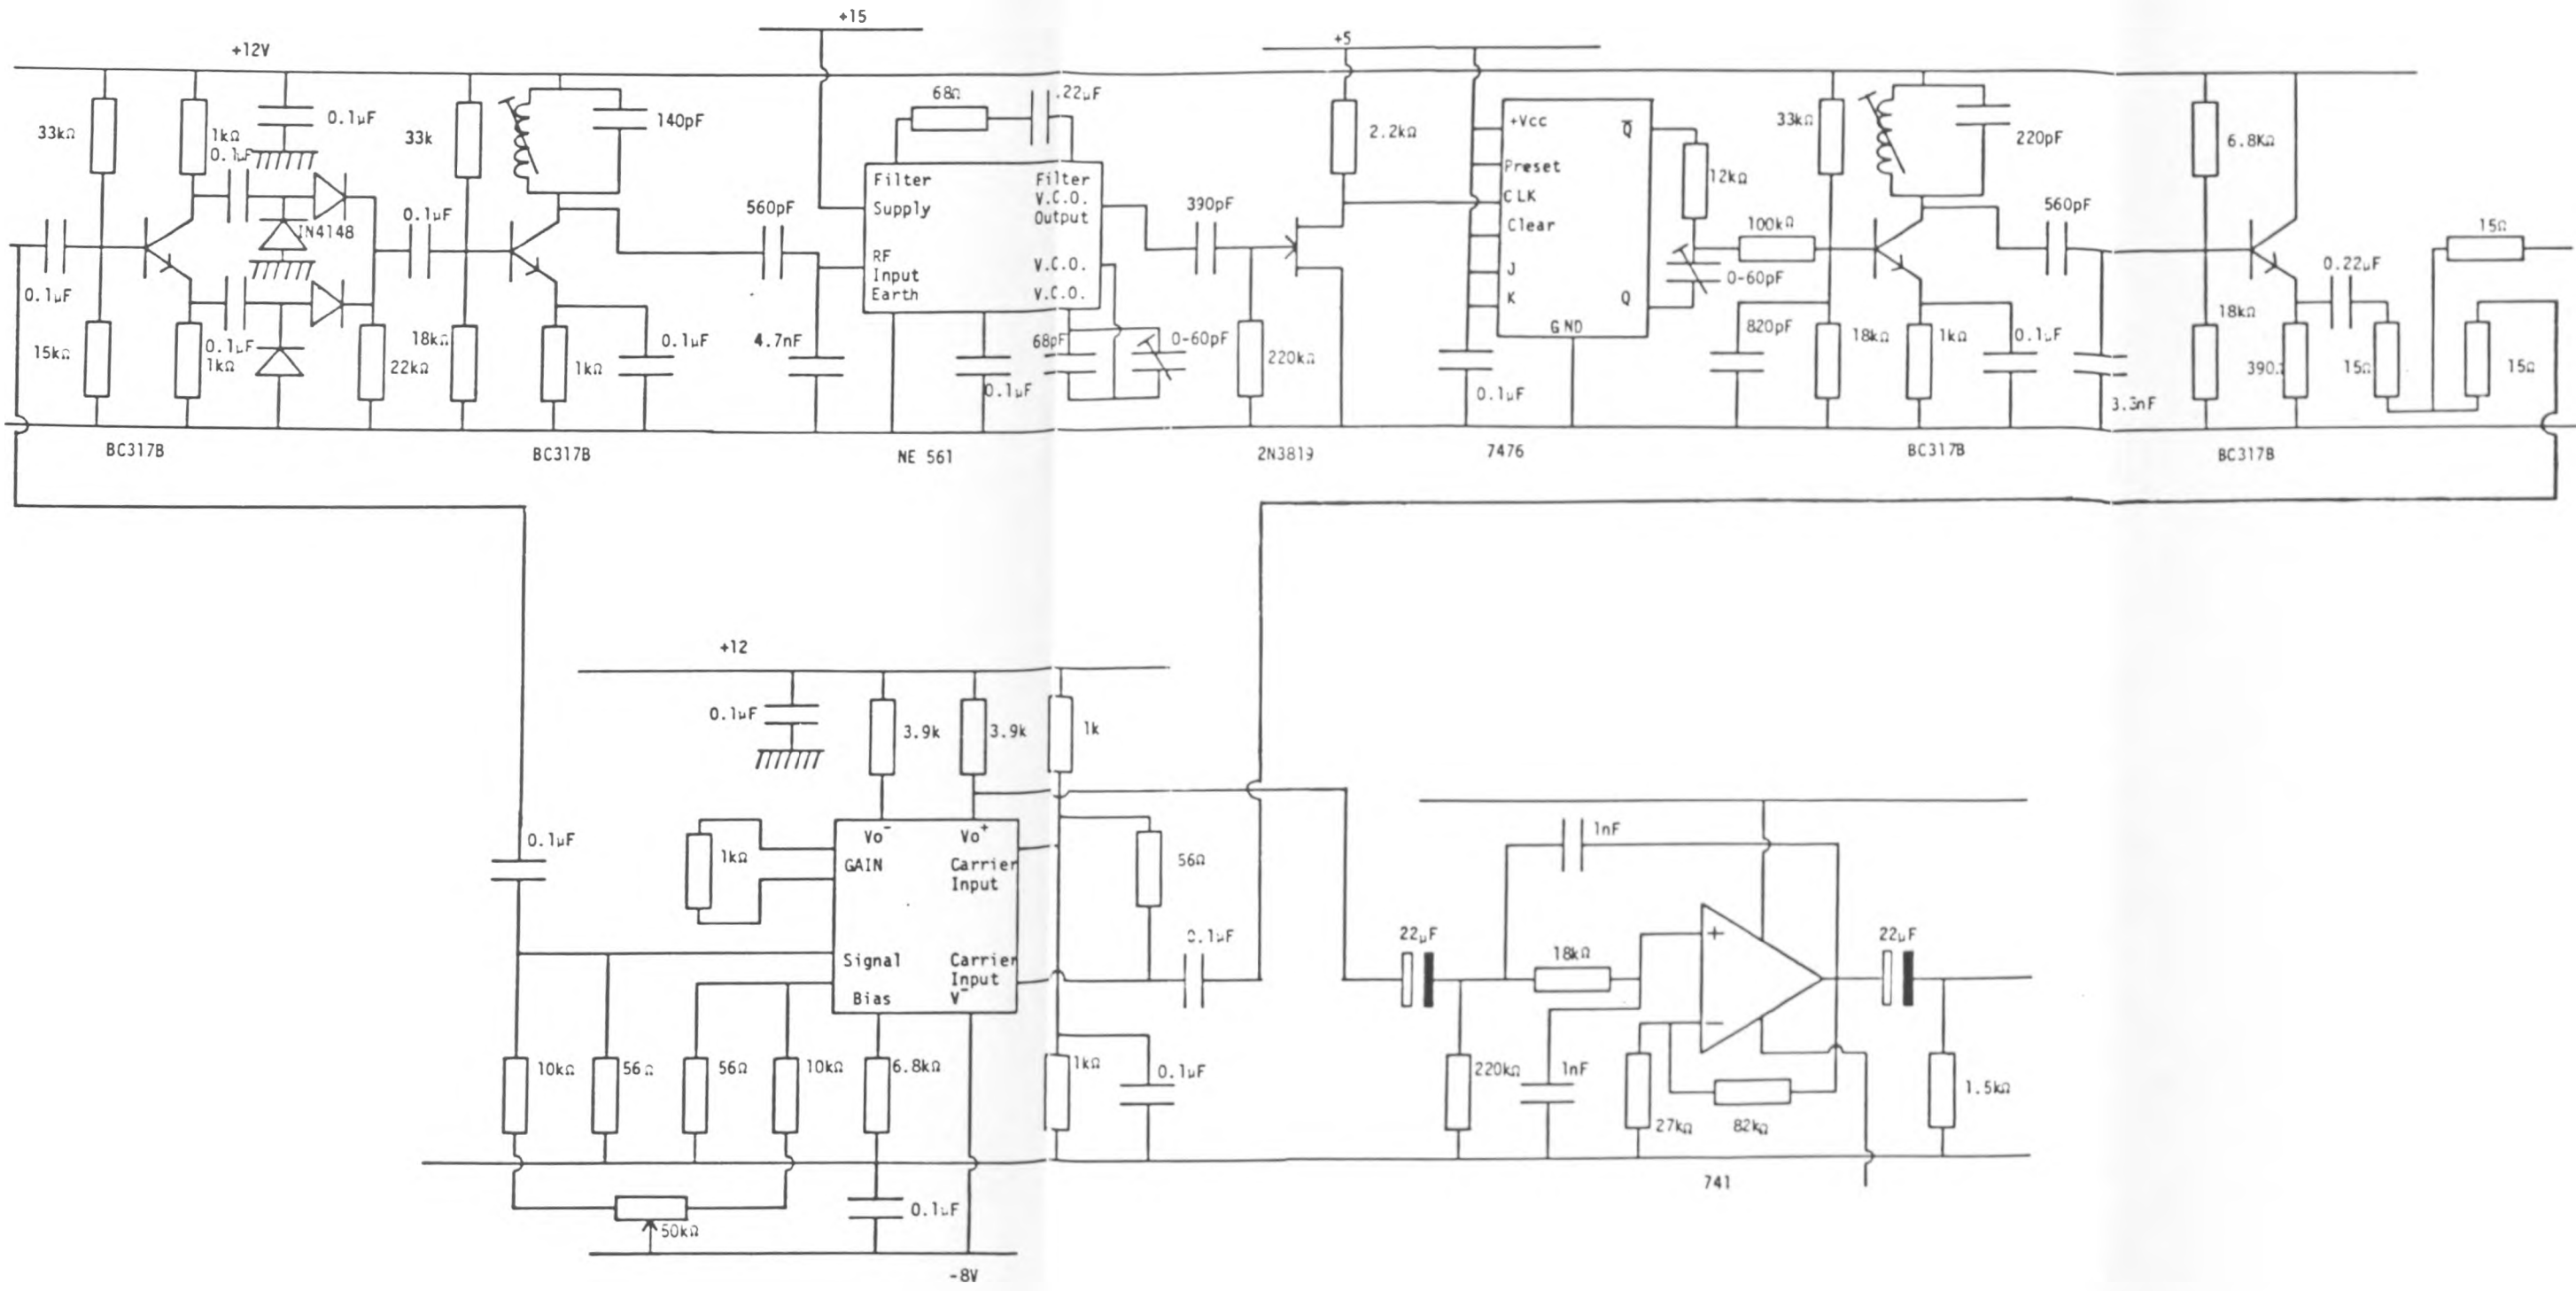 +15
+12V
+5
33kΩ
1kΩ
0.1µF
0.1µF
33k
140pF
68Ω
.22µF
2.2kΩ
+Vcc
Q̅
Preset
CLK
Clear
J
K
Q
GND
12kΩ
33kΩ
220pF
6.8KΩ
IN4148
0.1µF
560pF
Filter
Supply
RF
Input
Earth
Filter
V.C.O.
Output
V.C.O.
V.C.O.
390pF
100kΩ
0-60pF
560pF
15Ω
0.22µF
0.1µF
15kΩ
0.1µF
1kΩ
22kΩ
18kΩ
1kΩ
0.1µF
4.7nF
0.1µF
68pF
0-60pF
220kΩ
0.1µF
820pF
18kΩ
1kΩ
0.1µF
18kΩ
390
15Ω
15Ω
BC317B
BC317B
NE 561
2N3819
7476
BC317B
BC317B
+12
0.1µF
3.9k
3.9k
1k
0.1µF
1kΩ
Vo⁻
Vo⁺
GAIN
Carrier
Input
Signal
Carrier
Input
Bias
V⁻
56Ω
0.1µF
1nF
22µF
18kΩ
+
−
22µF
10kΩ
56Ω
56Ω
10kΩ
6.8kΩ
1kΩ
0.1µF
220kΩ
1nF
27kΩ
82kΩ
1.5kΩ
50kΩ
0.1µF
741
-8V